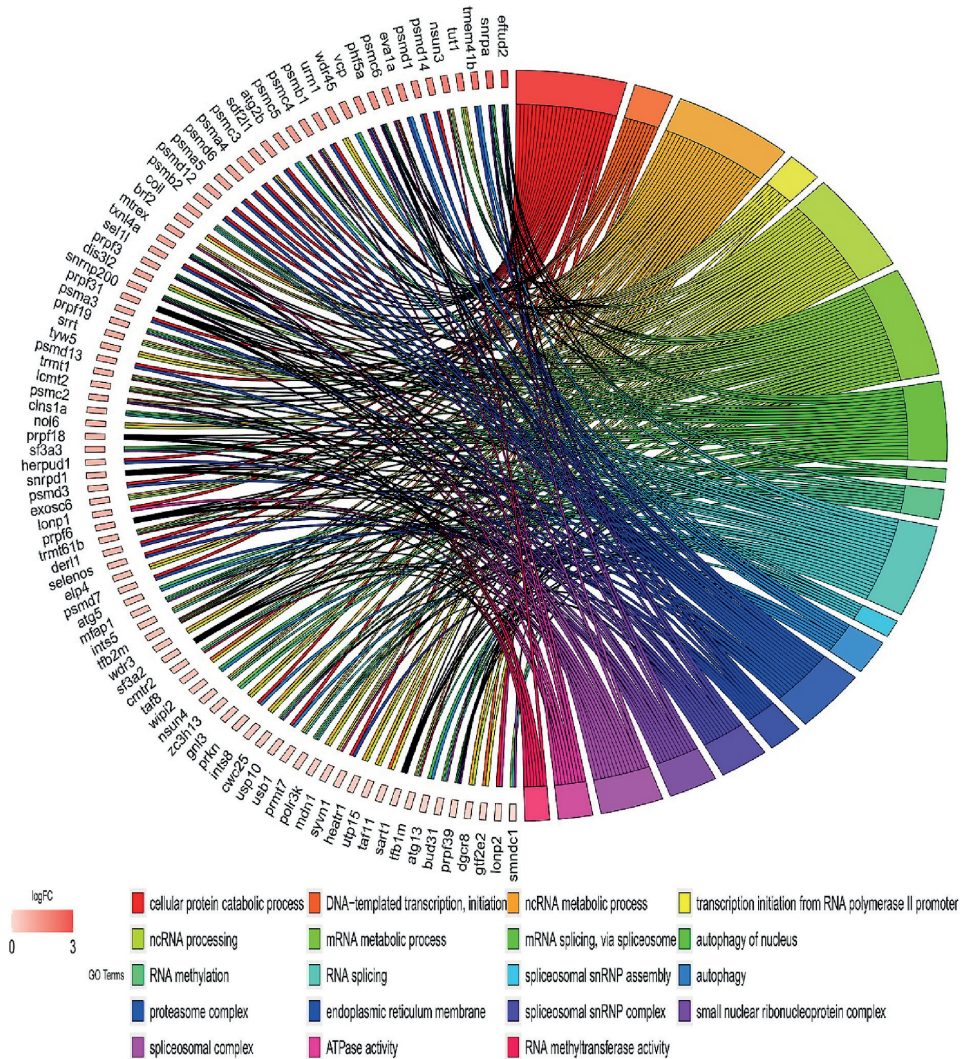 eftud2
snrpa
tmem41b
tut1
nsun3
psmd14
psmd1
eva1a
psmc6
phf5a
vcp
wdr45
urm1
psmb1
psmc4
psmc5
atg2b
sdf2l1
psmc3
psma4
psmd6
psma5
psmd12
psmb2
coil
brf2
mtrex
txnl4a
sel1l
prpf3
dis3l2
snrnp200
prpf31
psma3
prpf19
srrt
tyw5
psmd13
trmt1
lcmt2
psmc2
clns1a
nol6
prpf18
sf3a3
herpud1
snrpd1
psmd3
exosc6
lonp1
prpf6
trmt61b
derl1
selenos
elp4
psmd7
atg5
mfap1
ints5
tfb2m
wdr3
sf3a2
cmtr2
taf8
wipi2
nsun4
zc3h13
gnl3
prkn
ints8
cwc25
usp10
usb1
prmt7
polr3k
mdn1
syvn1
heatr1
utp15
taf11
sart1
tfb1m
atg13
bud31
prpf39
dgcr8
gtf2e2
lonp2
smndc1
logFC
0 3
GO Terms
cellular protein catabolic process DNA-templated transcription, initiation ncRNA metabolic process transcription initiation from RNA polymerase II promoter
ncRNA processing mRNA metabolic process mRNA splicing, via spliceosome autophagy of nucleus
RNA methylation RNA splicing spliceosomal snRNP assembly autophagy
proteasome complex endoplasmic reticulum membrane spliceosomal snRNP complex small nuclear ribonucleoprotein complex
spliceosomal complex ATPase activity RNA methyltransferase activity